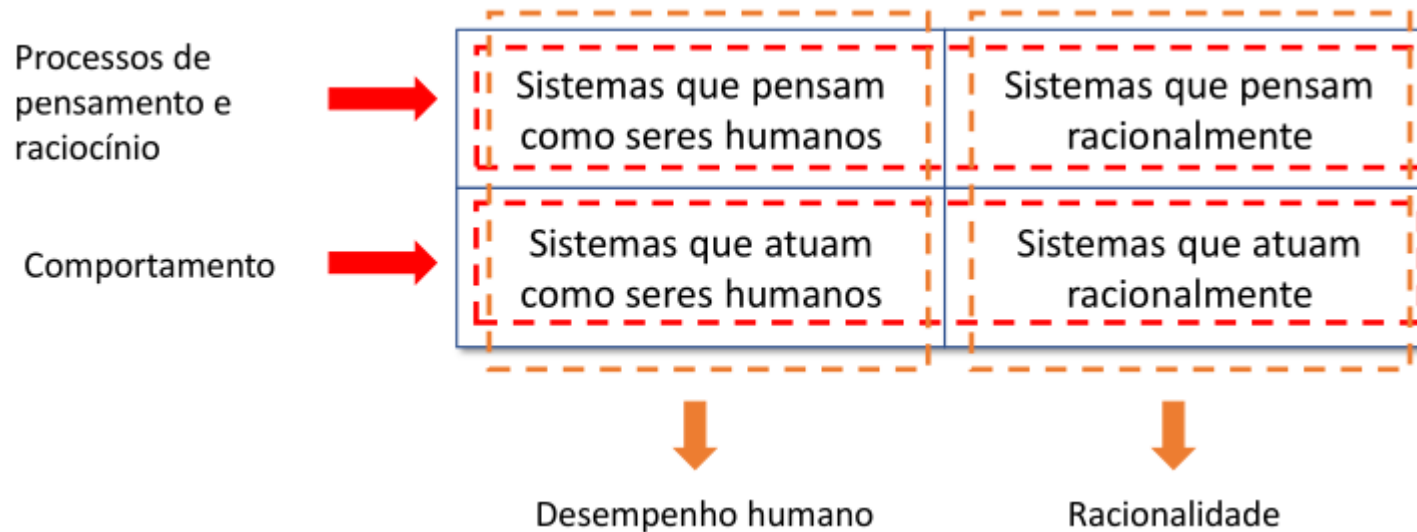 Processos de
pensamento e
raciocínio
Sistemas que pensam
como seres humanos
Sistemas que pensam
racionalmente
Comportamento
Sistemas que atuam
como seres humanos
Sistemas que atuam
racionalmente
Desempenho humano
Racionalidade